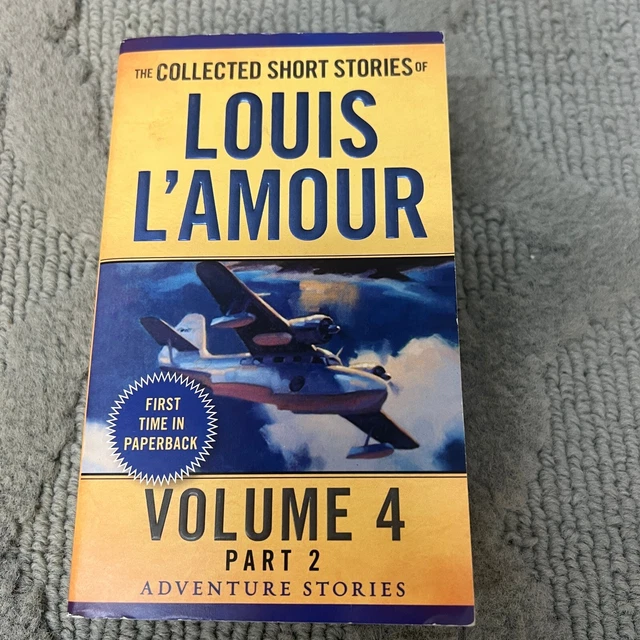 THE COLLECTED SHORT STORIES OF
LOUIS
L'AMOUR
FIRST
TIME IN
PAPERBACK
VOLUME 4
PART 2
ADVENTURE STORIES